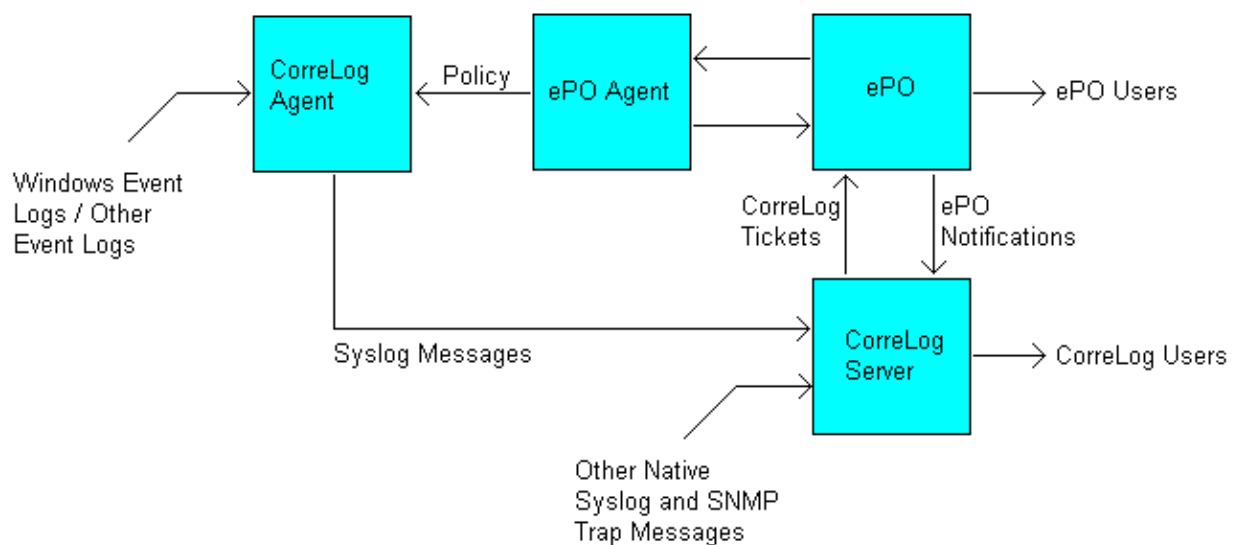 CorreLog
Agent
Policy
ePO Agent
ePO
ePO Users
Windows Event
Logs / Other
Event Logs
CorreLog
Tickets
ePO
Notifications
Syslog Messages
CorreLog
Server
CorreLog Users
Other Native
Syslog and SNMP
Trap Messages